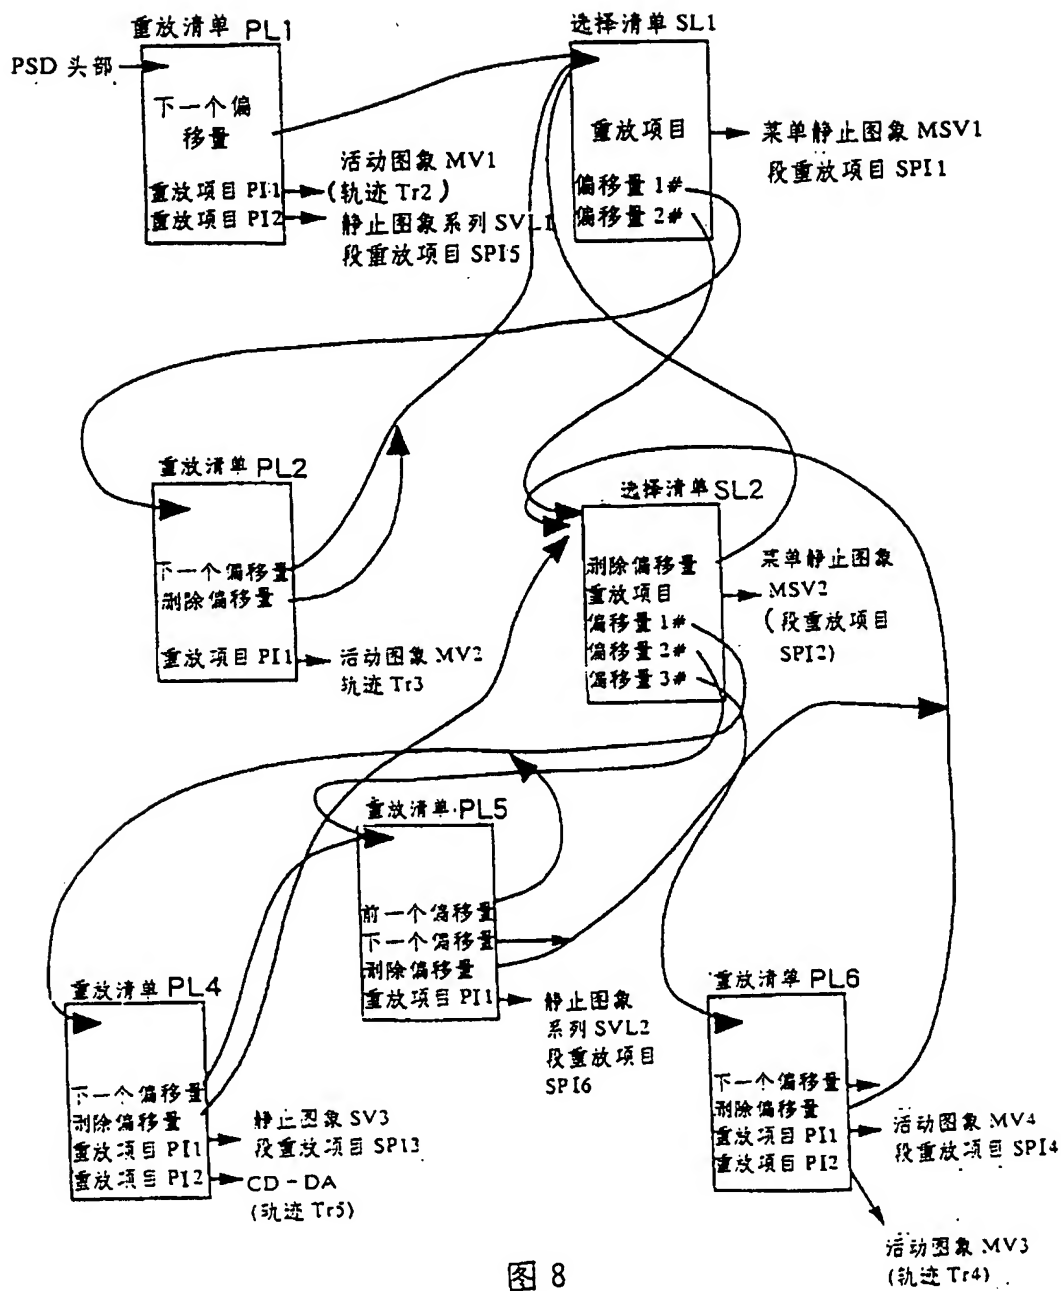 重放清单 PL1
PSD 头部
下一个偏
移量
重放项目 PI1
重放项目 PI2
活动图象 MV1
(轨迹 Tr2)
静止图象系列 SVL1
段重放项目 SPI5
选择清单 SL1
重放项目
偏移量 1#
偏移量 2#
菜单静止图象 MSV1
段重放项目 SPI1
重放清单 PL2
下一个偏移量
删除偏移量
重放项目 PI1
活动图象 MV2
轨迹 Tr3
选择清单 SL2
删除偏移量
重放项目
偏移量 1#
偏移量 2#
偏移量 3#
菜单静止图象
MSV2
(段重放项目
SPI2)
重放清单 PL5
前一个偏移量
下一个偏移量
删除偏移量
重放项目 PI1
静止图象
系列 SVL2
段重放项目
SPI6
重放清单 PL4
下一个偏移量
删除偏移量
重放项目 PI1
重放项目 PI2
静止图象 SV3
段重放项目 SPI3
CD-DA
(轨迹 Tr5)
重放清单 PL6
下一个偏移量
删除偏移量
重放项目 PI1
重放项目 PI2
活动图象 MV4
段重放项目 SPI4
活动图象 MV3
(轨迹 Tr4)
图 8